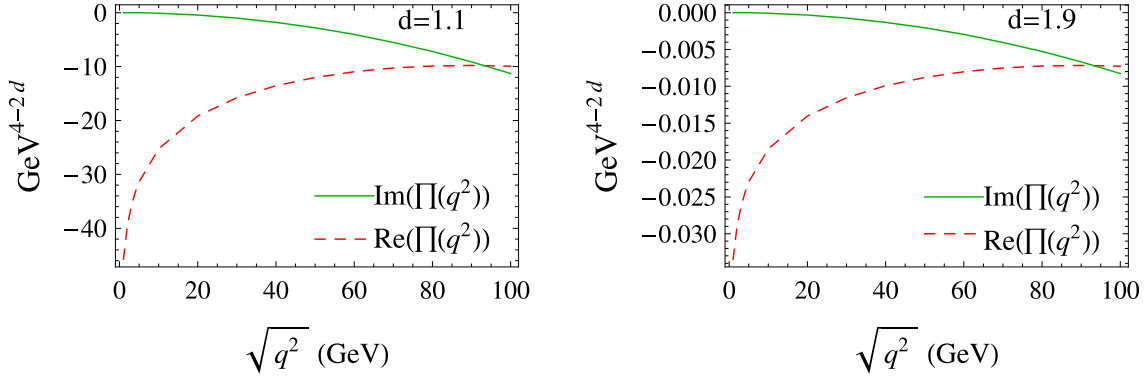 d=1.1
GeV^{4−2 d}
0
−10
−20
−30
−40
Im(∏(q²))
Re(∏(q²))
0 20 40 60 80 100
√q² (GeV)
d=1.9
GeV^{4−2 d}
0.000
−0.005
−0.010
−0.015
−0.020
−0.025
−0.030
Im(∏(q²))
Re(∏(q²))
0 20 40 60 80 100
√q² (GeV)